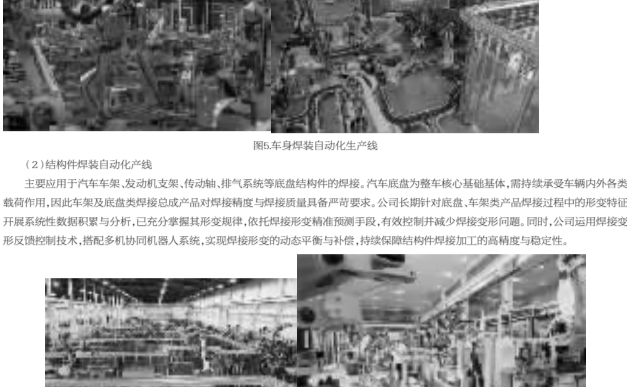 图5.车身焊装自动化生产线
（2）结构件焊装自动化产线
主要应用于汽车车架、发动机支架、传动轴、排气系统等底盘结构件的焊接。汽车底盘为整车核心基础基体,需持续承受车辆内外各类
载荷作用,因此车架及底盘类焊接总成产品对焊接精度与焊接质量具备严苛要求。公司长期针对底盘、车架类产品焊接过程中的形变特征
开展系统性数据积累与分析,已充分掌握其形变规律,依托焊接形变精准预测手段,有效控制并减少焊接变形问题。同时,公司运用焊接变
形反馈控制技术,搭配多机协同机器人系统,实现焊接形变的动态平衡与补偿,持续保障结构件焊接加工的高精度与稳定性。